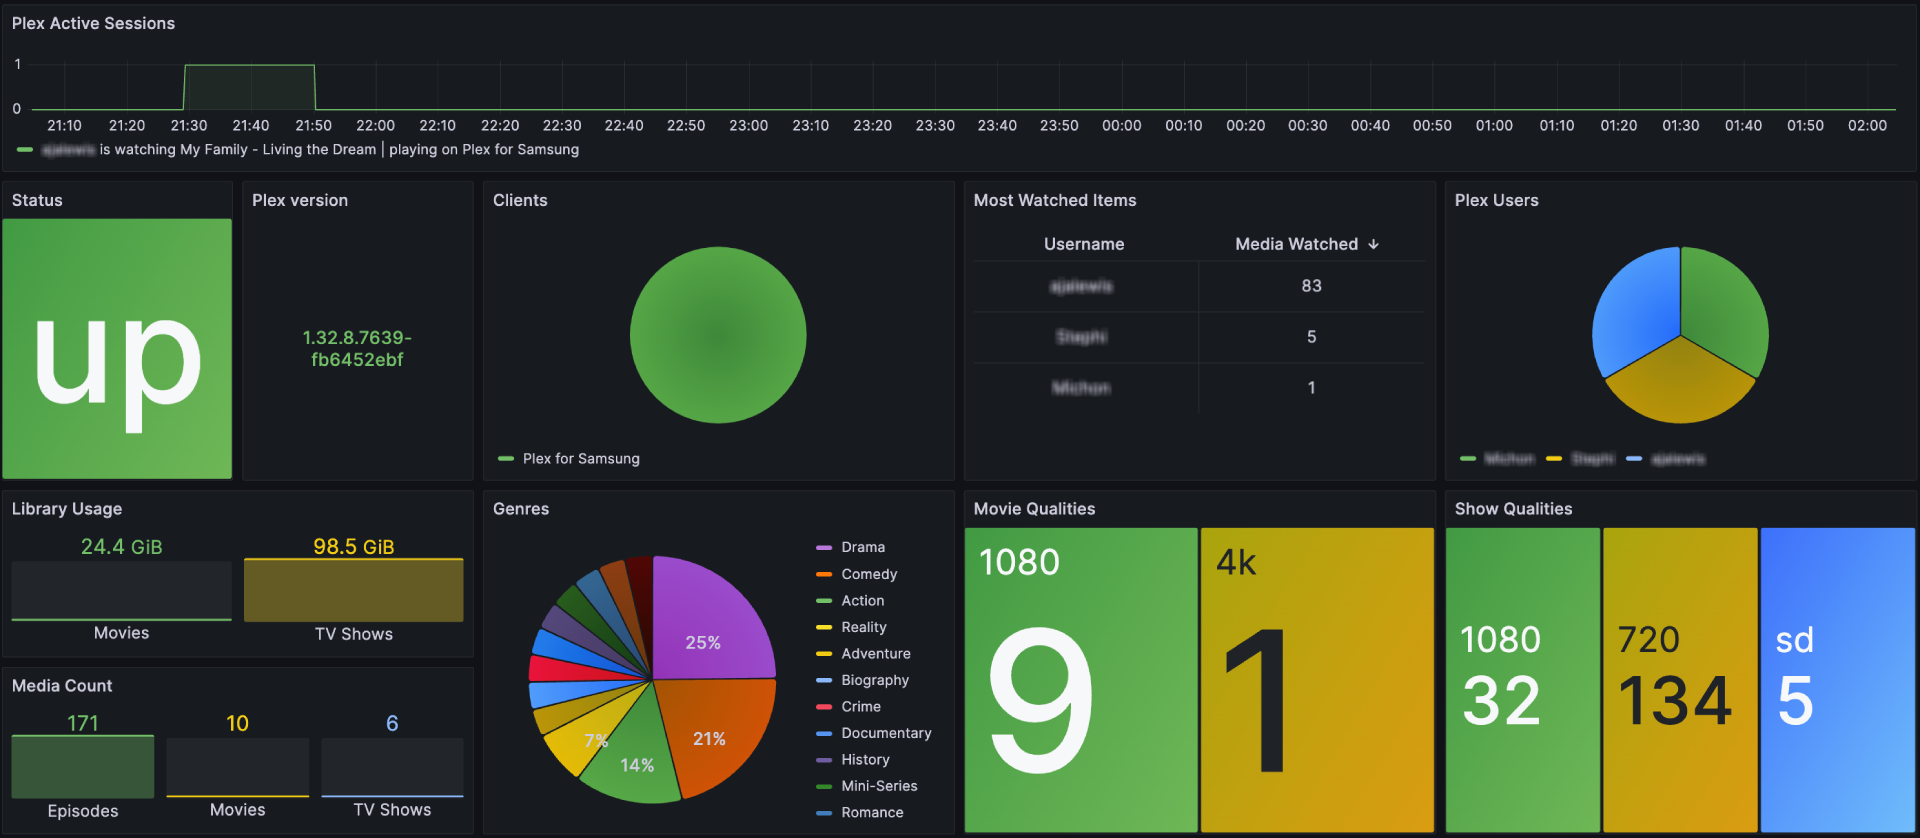 Plex Active Sessions
1
0
21:10 21:20 21:30 21:40 21:50 22:00 22:10 22:20 22:30 22:40 22:50 23:00 23:10 23:20 23:30 23:40 23:50 00:00 00:10 00:20 00:30 00:40 00:50 01:00 01:10 01:20 01:30 01:40 01:50 02:00
is watching My Family - Living the Dream | playing on Plex for Samsung
Status
up
Plex version
1.32.8.7639-
fb6452ebf
Clients
Plex for Samsung
Most Watched Items
Username Media Watched ↓
83
5
1
Plex Users
Library Usage
24.4 GiB 98.5 GiB
Movies TV Shows
Media Count
171 10 6
Episodes Movies TV Shows
Genres
25%
21%
14%
7%
Drama
Comedy
Action
Reality
Adventure
Biography
Crime
Documentary
History
Mini-Series
Romance
Movie Qualities
1080
9
4k
1
Show Qualities
1080
32
720
134
sd
5